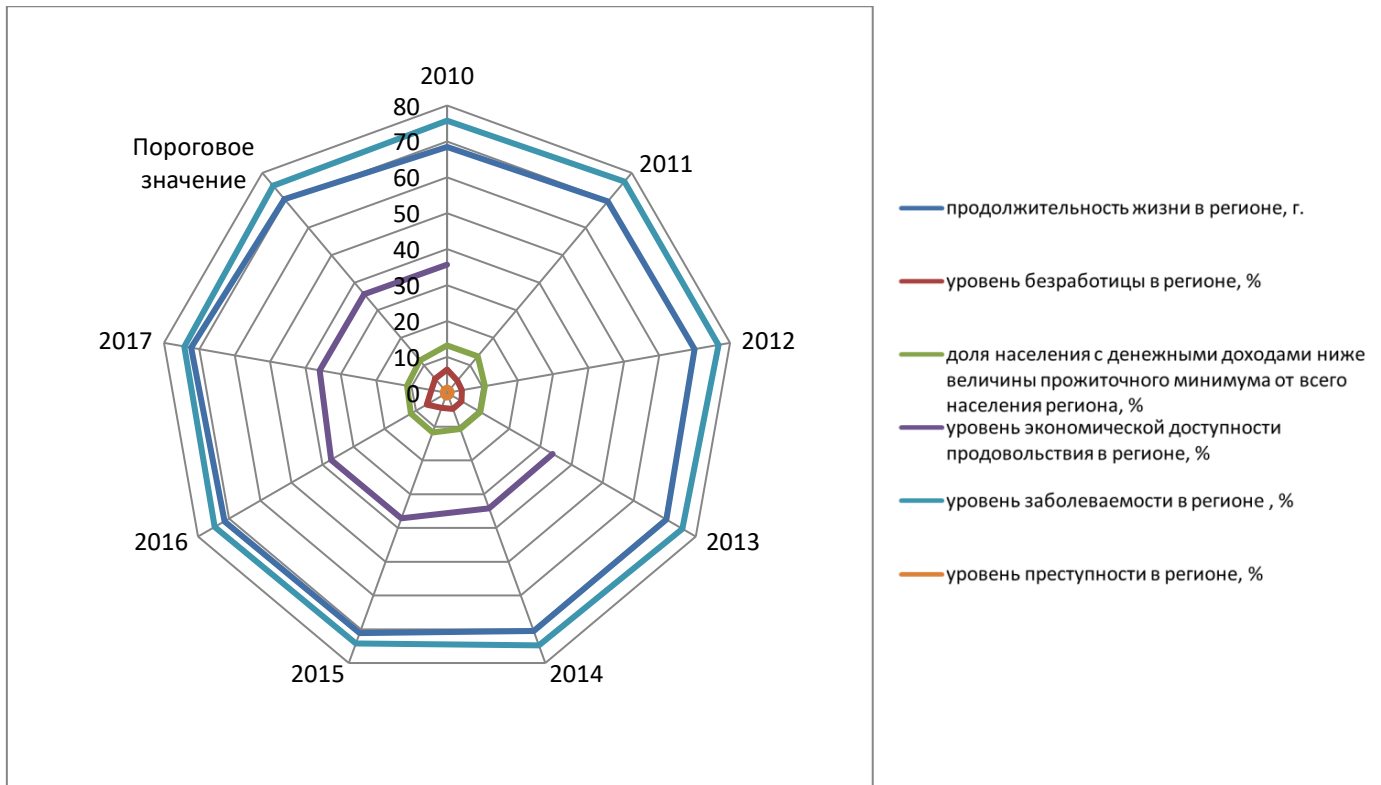 2010
80
70
60
50
40
30
20
10
0
Пороговое
значение
2011
2012
2013
2014
2015
2016
2017
продолжительность жизни в регионе, г.
уровень безработицы в регионе, %
доля населения с денежными доходами ниже
величины прожиточного минимума от всего
населения региона, %
уровень экономической доступности
продовольствия в регионе, %
уровень заболеваемости в регионе , %
уровень преступности в регионе, %